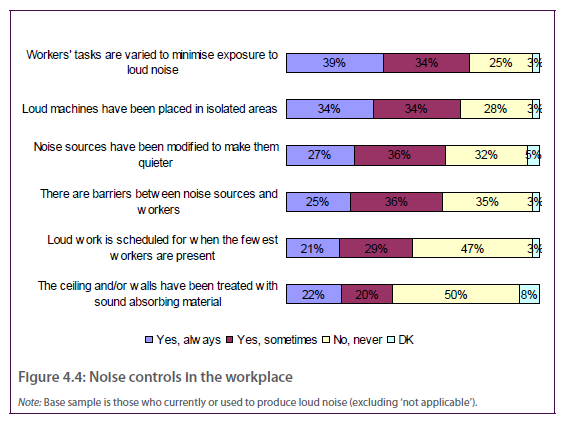 Workers' tasks are varied to minimise exposure to
loud noise
39% 34% 25% 3%
Loud machines have been placed in isolated areas
34% 34% 28% 3%
Noise sources have been modified to make them
quieter
27% 36% 32% 5%
There are barriers between noise sources and
workers
25% 36% 35% 3%
Loud work is scheduled for when the fewest
workers are present
21% 29% 47% 3%
The ceiling and/or walls have been treated with
sound absorbing material
22% 20% 50% 8%
Yes, always Yes, sometimes No, never DK
Figure 4.4: Noise controls in the workplace
Note: Base sample is those who currently or used to produce loud noise (excluding 'not applicable').